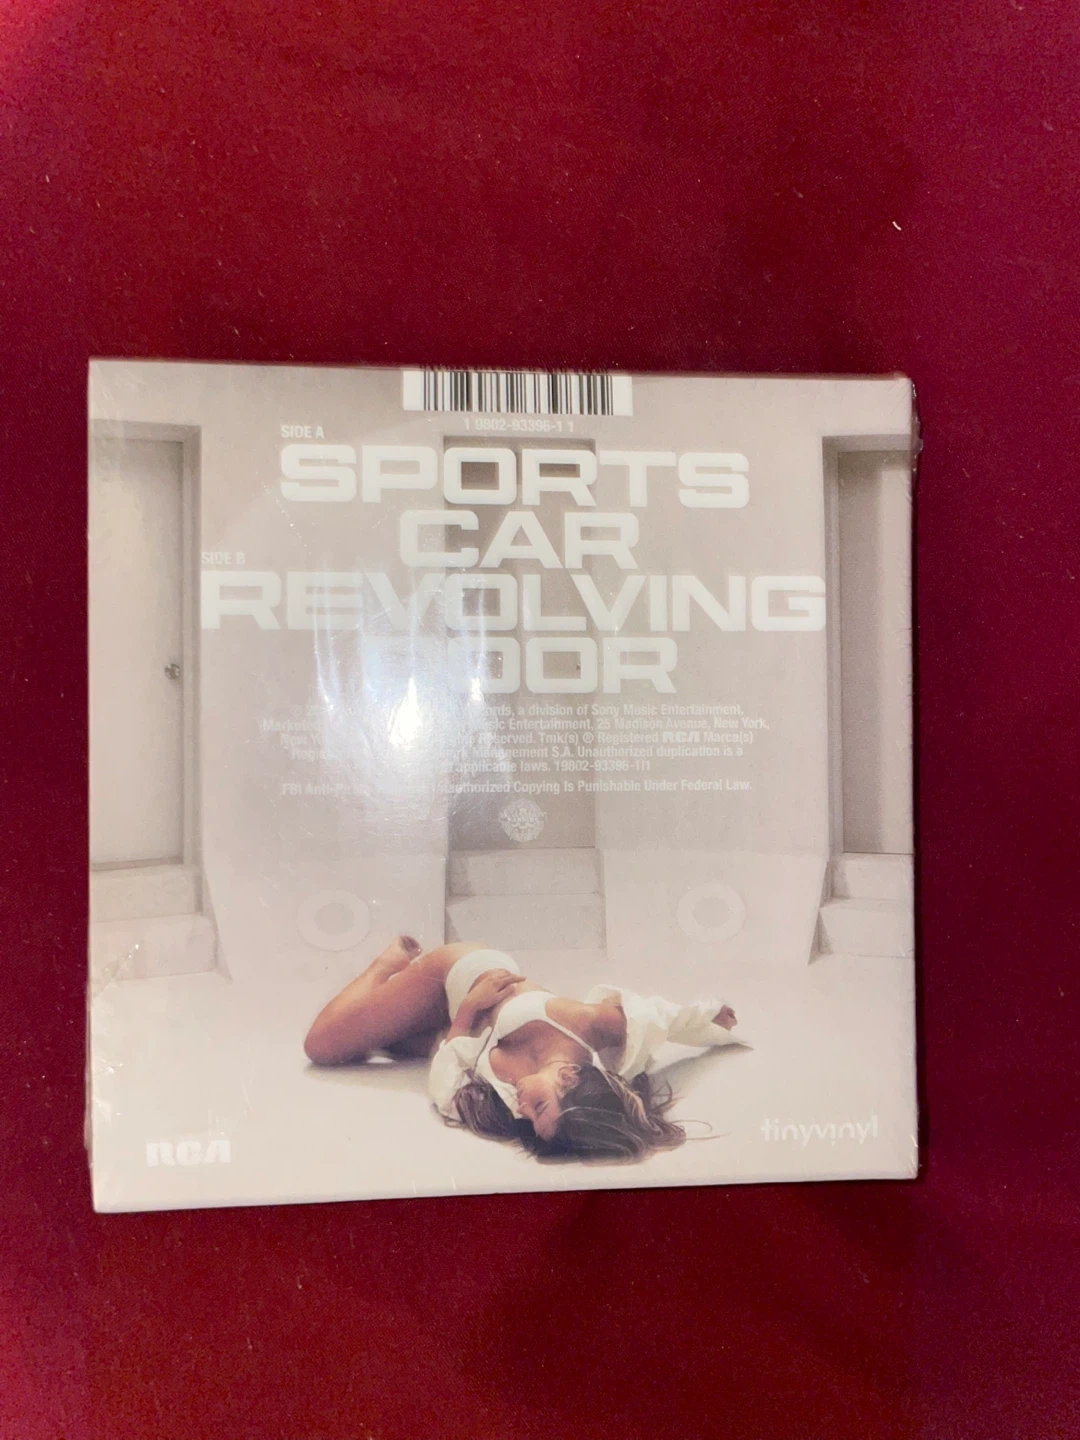 1 9802-93396-1 1
SIDE A
SPORTS
CAR
SIDE B
REVOLVING
DOOR
a division of Sony Music Entertainment.
Entertainment, 25 Madison Avenue, New York,
Reserved. Tmk(s) ® Registered RCA Marca(s)
Management S.A. Unauthorized duplication is a
applicable laws. 19802-93396-1I1
FBI Unauthorized Copying Is Punishable Under Federal Law.
RCA
tinyvinyl